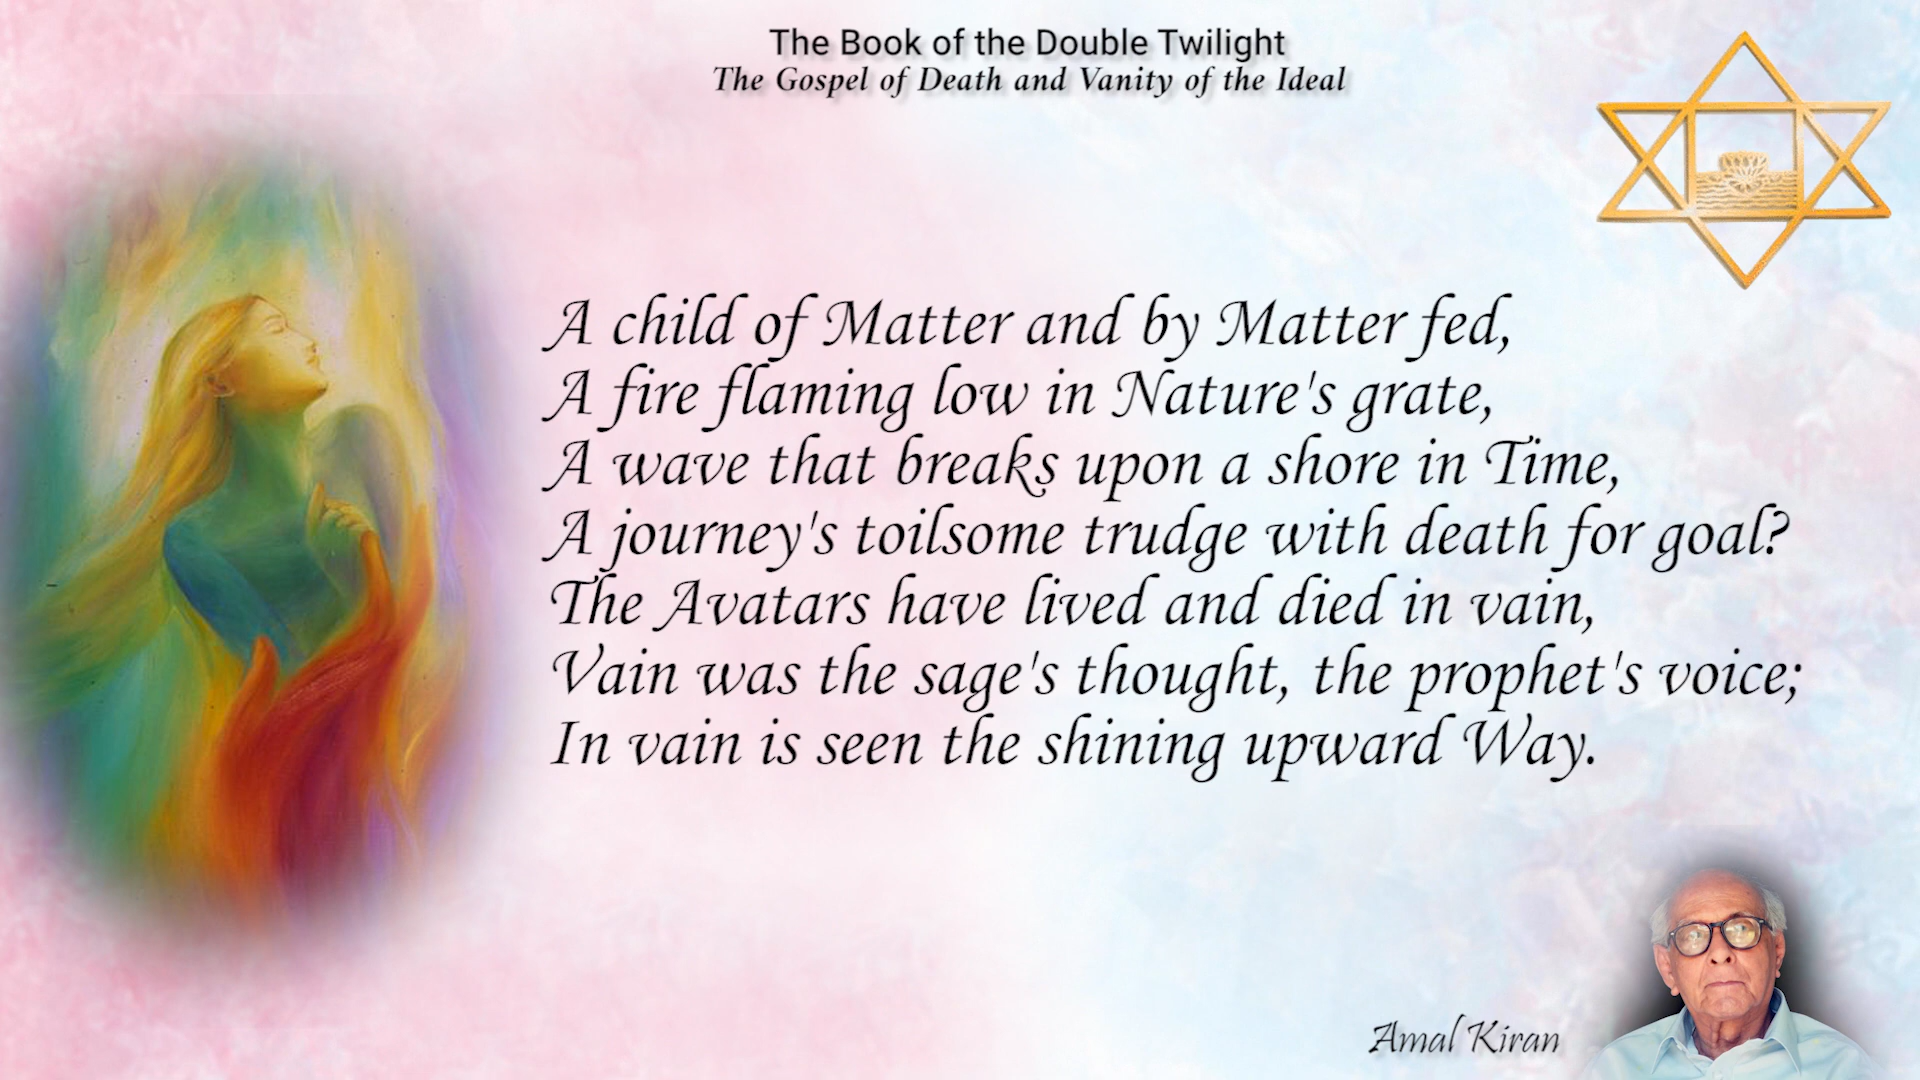 The Book of the Double Twilight
The Gospel of Death and Vanity of the Ideal
A child of Matter and by Matter fed,
A fire flaming low in Nature's grate,
A wave that breaks upon a shore in Time,
A journey's toilsome trudge with death for goal?
The Avatars have lived and died in vain,
Vain was the sage's thought, the prophet's voice;
In vain is seen the shining upward Way.
Amal Kiran